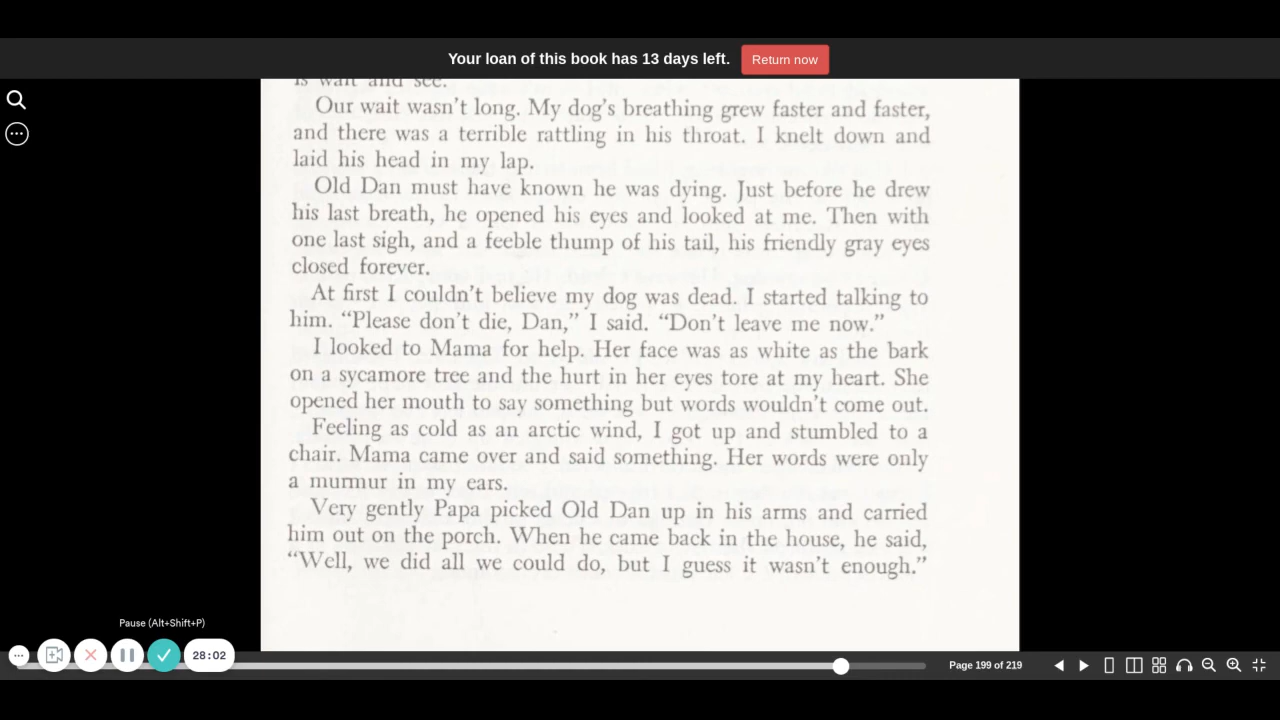 Your loan of this book has 13 days left. Return now
is wait and see.
Our wait wasn't long. My dog's breathing grew faster and faster,
and there was a terrible rattling in his throat. I knelt down and
laid his head in my lap.
Old Dan must have known he was dying. Just before he drew
his last breath, he opened his eyes and looked at me. Then with
one last sigh, and a feeble thump of his tail, his friendly gray eyes
closed forever.
At first I couldn't believe my dog was dead. I started talking to
him. “Please don't die, Dan,” I said. “Don't leave me now.”
I looked to Mama for help. Her face was as white as the bark
on a sycamore tree and the hurt in her eyes tore at my heart. She
opened her mouth to say something but words wouldn't come out.
Feeling as cold as an arctic wind, I got up and stumbled to a
chair. Mama came over and said something. Her words were only
a murmur in my ears.
Very gently Papa picked Old Dan up in his arms and carried
him out on the porch. When he came back in the house, he said,
“Well, we did all we could do, but I guess it wasn't enough.”
Pause (Alt+Shift+P)
28:02
Page 199 of 219